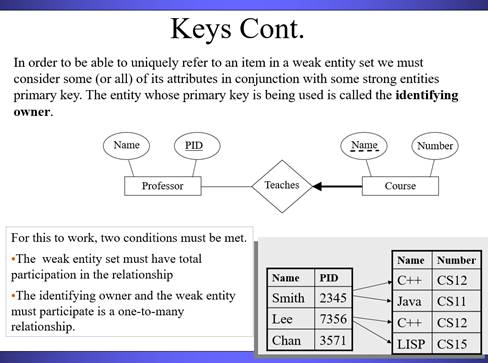 Keys Cont.
In order to be able to uniquely refer to an item in a weak entity set we must
consider some (or all) of its attributes in conjunction with some strong entities
primary key. The entity whose primary key is being used is called the identifying
owner.
Name PID Name Number
Professor Teaches Course
For this to work, two conditions must be met.
•The weak entity set must have total
participation in the relationship
•The identifying owner and the weak entity
must participate is a one-to-many
relationship.
Name PID
Smith 2345
Lee 7356
Chan 3571
Name Number
C++ CS12
Java CS11
C++ CS12
LISP CS15